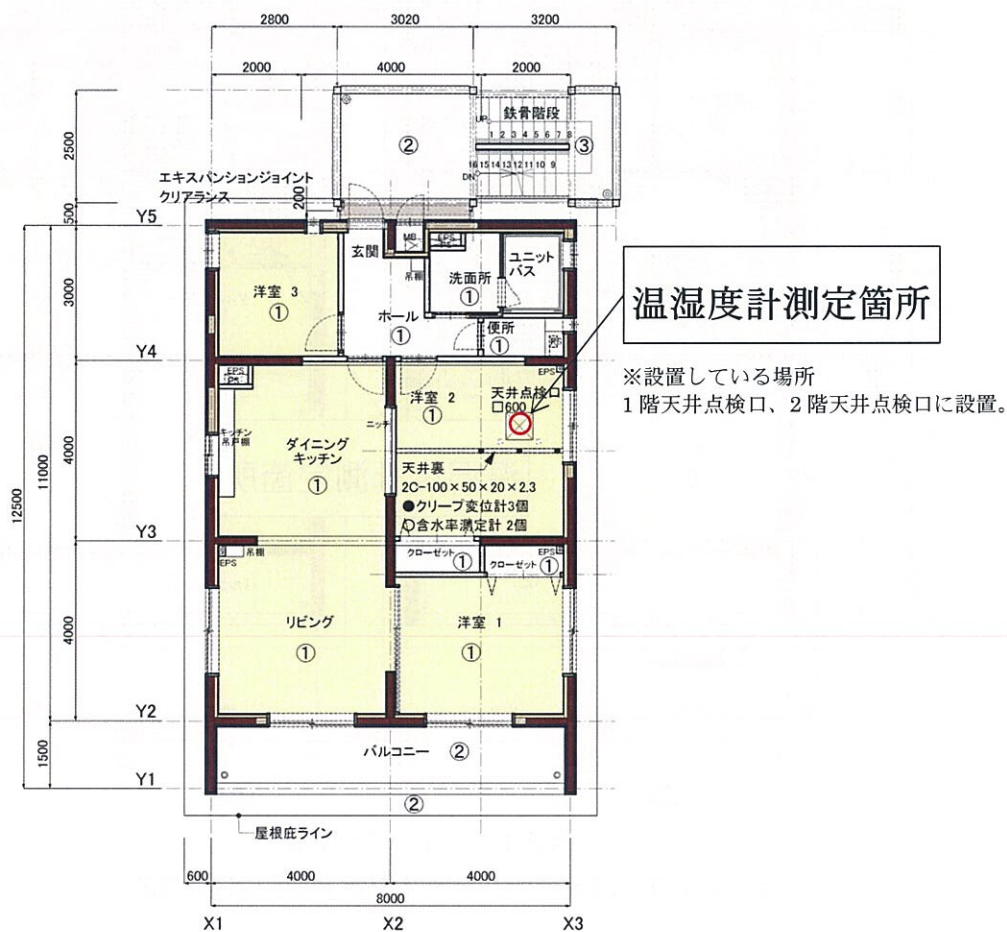 2800
3020
3200
2000
4000
2000
鉄骨階段
UP
1 2 3 4 5 6 7 8
②
③
16 15 14 13 12 11 10 9
DN
2500
エキスパンションジョイント
クリアランス
200
500
Y5
玄関
MB
EPS
PS
洗面所
①
ユニット
バス
吊棚
洋室 3
①
ホール
①
便所
①
3000
温湿度計測定箇所
Y4
※設置している場所
1 階天井点検口、2 階天井点検口に設置。
EPS
PS
EPS
洋室 2
①
天井点検口
□600
キッチン
吊戸棚
ニッチ
ダイニング
キッチン
①
4000
11000
12500
天井裏
2C-100×50×20×2.3
●クリープ変位計3個
○含水率測定計 2個
Y3
吊棚
EPS
クローゼット
①
EPS
クローゼット
①
リビング
①
洋室 1
①
4000
Y2
バルコニー
②
1500
Y1
②
屋根庇ライン
600
4000
4000
8000
X1
X2
X3